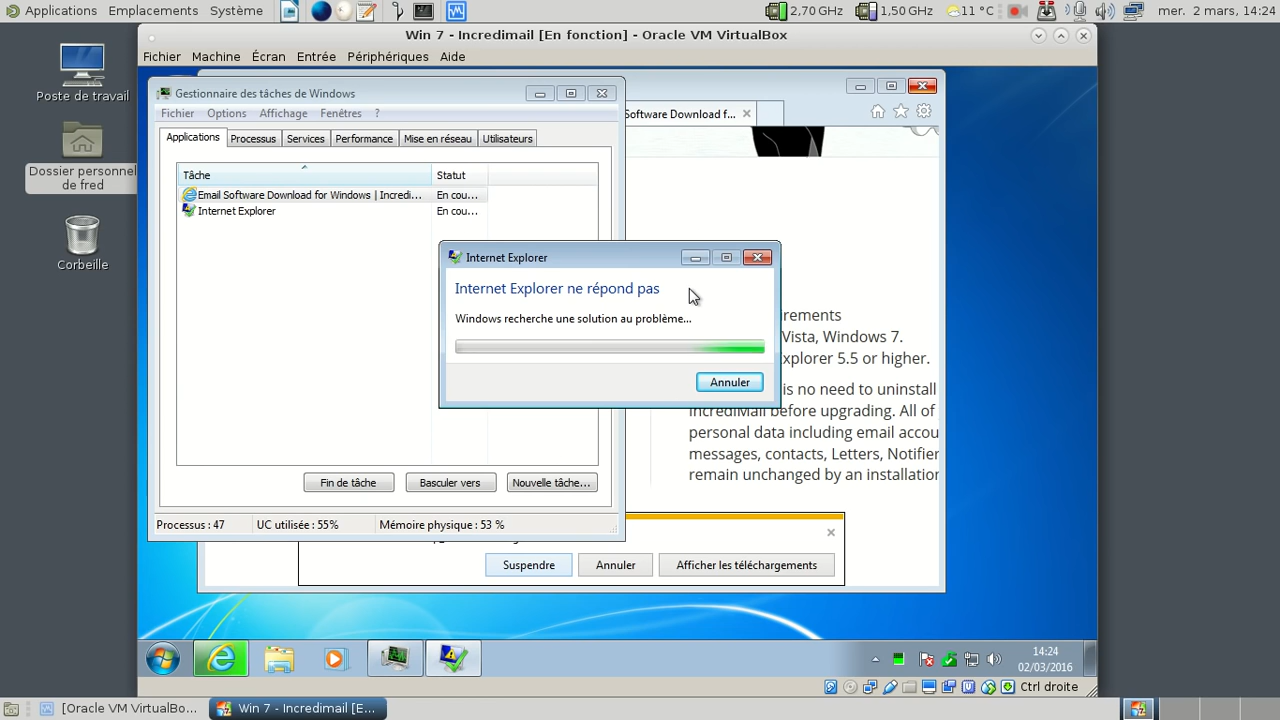 Applications Emplacements Système 2,70 GHz 1,50 GHz 11 °C mer. 2 mars, 14:24
Win 7 - Incredimail [En fonction] - Oracle VM VirtualBox
Fichier Machine Écran Entrée Périphériques Aide
Poste de travail
Dossier personnel
de fred
Corbeille
Gestionnaire des tâches de Windows
Fichier Options Affichage Fenêtres ?
Applications Processus Services Performance Mise en réseau Utilisateurs
Tâche Statut
Email Software Download for Windows | Incredi... En cou...
Internet Explorer En cou...
Software Download f...
Internet Explorer
Internet Explorer ne répond pas
Windows recherche une solution au problème...
Annuler
Vista, Windows 7.
5.5 or higher.
is no need to uninstall
IncrediMail before upgrading. All of
personal data including email accou
messages, contacts, Letters, Notifier
remain unchanged by an installation
Fin de tâche Basculer vers Nouvelle tâche...
Processus : 47 UC utilisée : 55% Mémoire physique : 53 %
Suspendre Annuler Afficher les téléchargements
14:24
02/03/2016
Ctrl droite
[Oracle VM VirtualBo... Win 7 - Incredimail [E...